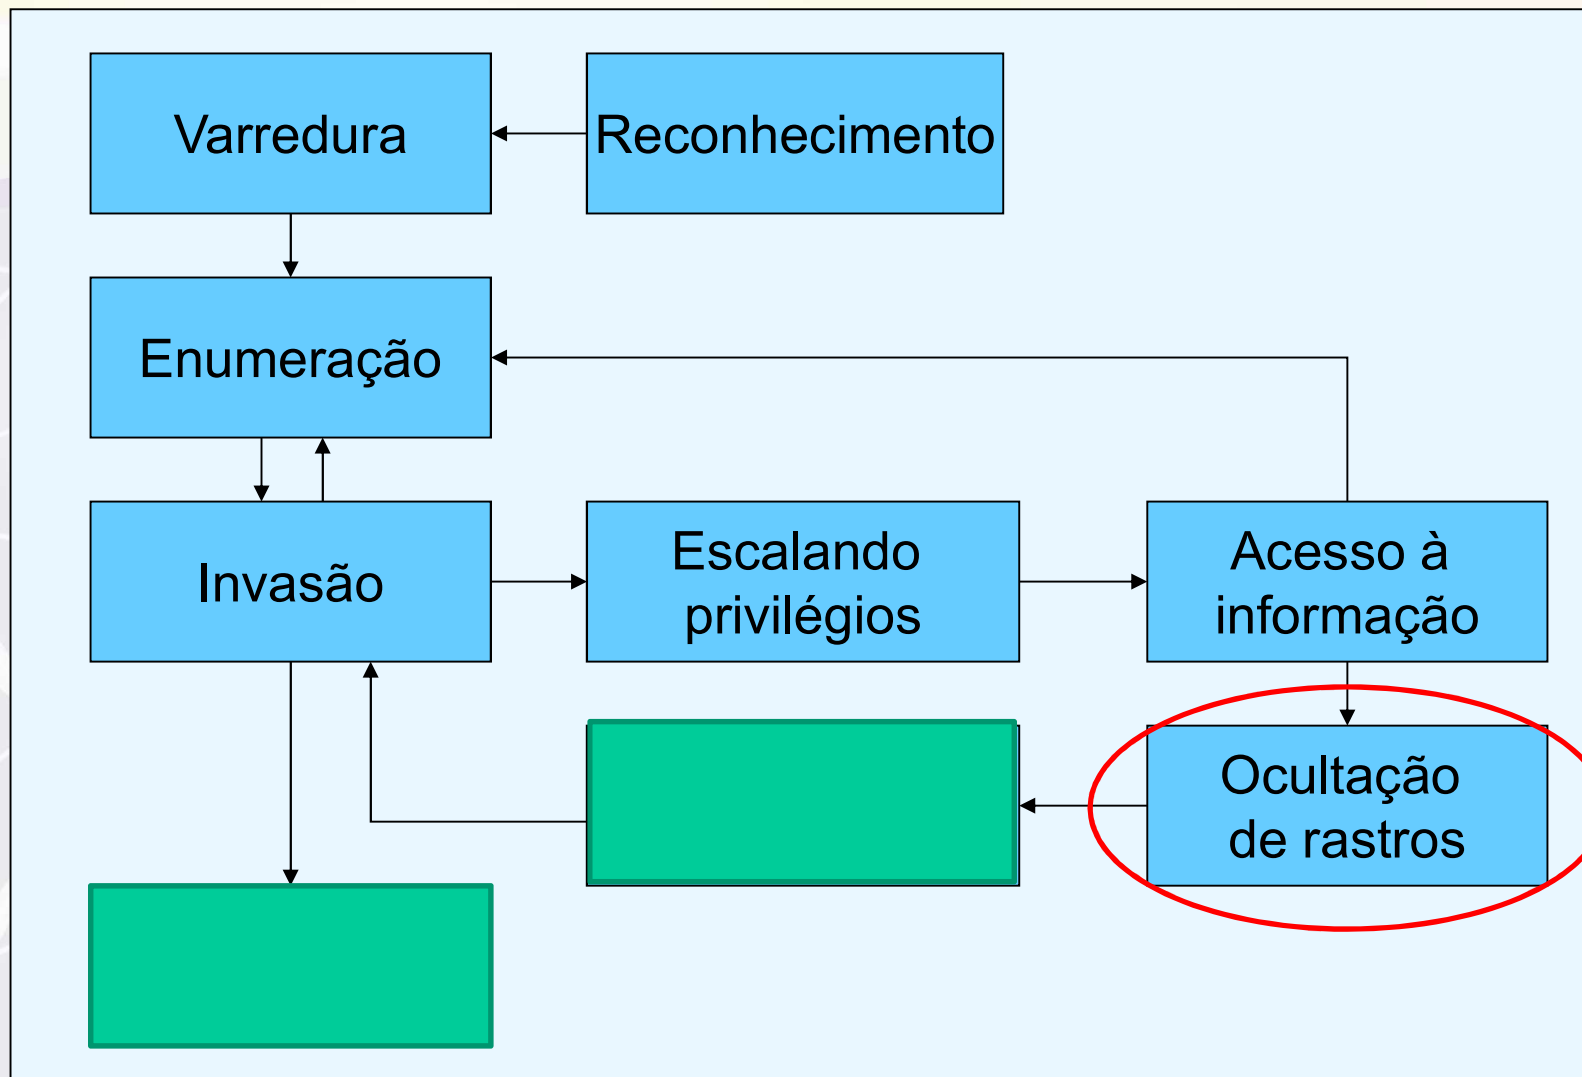 Varredura
Reconhecimento
Enumeração
Invasão
Escalando
privilégios
Acesso à
informação
Ocultação
de rastros